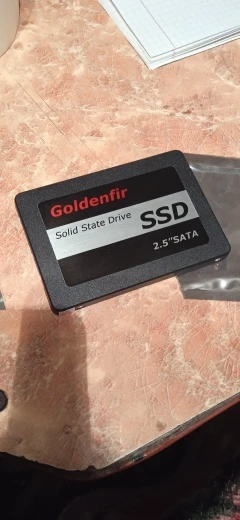 Goldenfir
Solid State Drive SSD
2.5"SATA